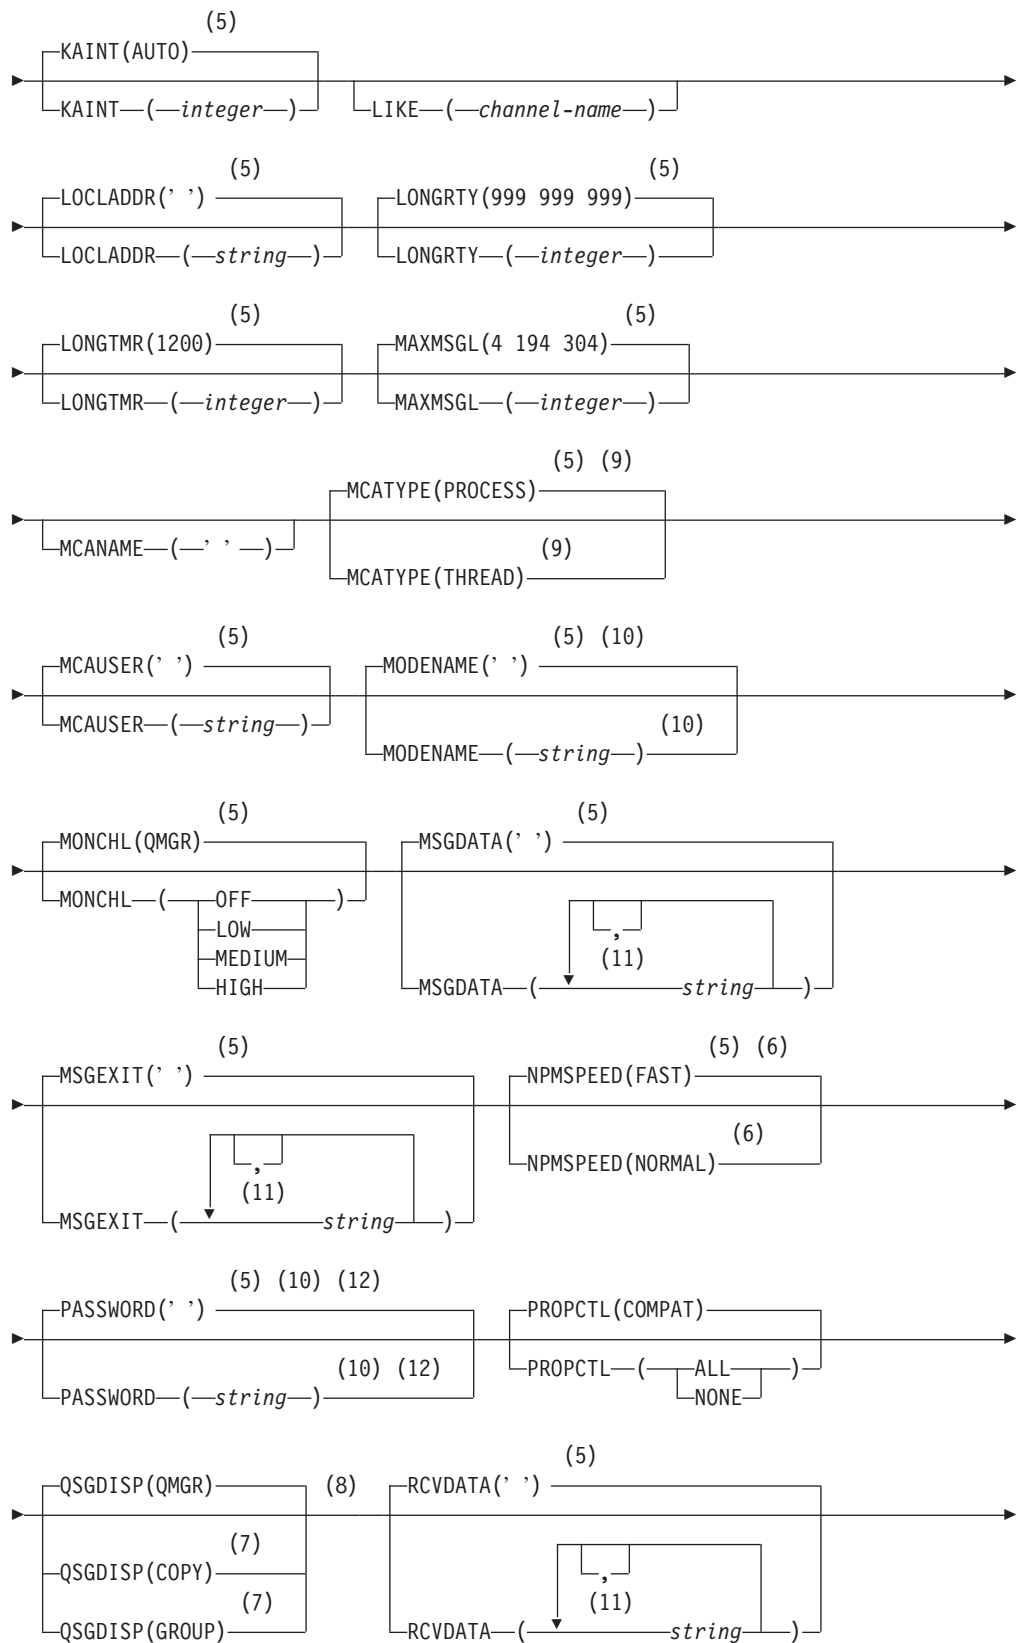 (5)
KAINT(AUTO)
KAINT ( integer ) LIKE ( channel-name )
(5) (5)
LOCLADDR(’ ’) LONGRTY(999 999 999)
LOCLADDR ( string ) LONGRTY ( integer )
(5) (5)
LONGTMR(1200) MAXMSGL(4 194 304)
LONGTMR ( integer ) MAXMSGL ( integer )
(5) (9)
MCATYPE(PROCESS)
MCANAME ( ’ ’ ) (9)
MCATYPE(THREAD)
(5) (5) (10)
MCAUSER(’ ’) MODENAME(’ ’)
MCAUSER ( string ) (10)
MODENAME ( string )
(5) (5)
MONCHL(QMGR) MSGDATA(’ ’)
MONCHL ( OFF )
LOW ,
MEDIUM (11)
HIGH MSGDATA ( string )
(5) (5) (6)
MSGEXIT(’ ’) NPMSPEED(FAST)
, (6)
(11) NPMSPEED(NORMAL)
MSGEXIT ( string )
(5) (10) (12)
PASSWORD(’ ’) PROPCTL(COMPAT)
(10) (12) PROPCTL ( ALL )
PASSWORD ( string ) NONE
(5)
QSGDISP(QMGR) (8) RCVDATA(’ ’)
(7)
QSGDISP(COPY) ,
(7) (11)
QSGDISP(GROUP) RCVDATA ( string )